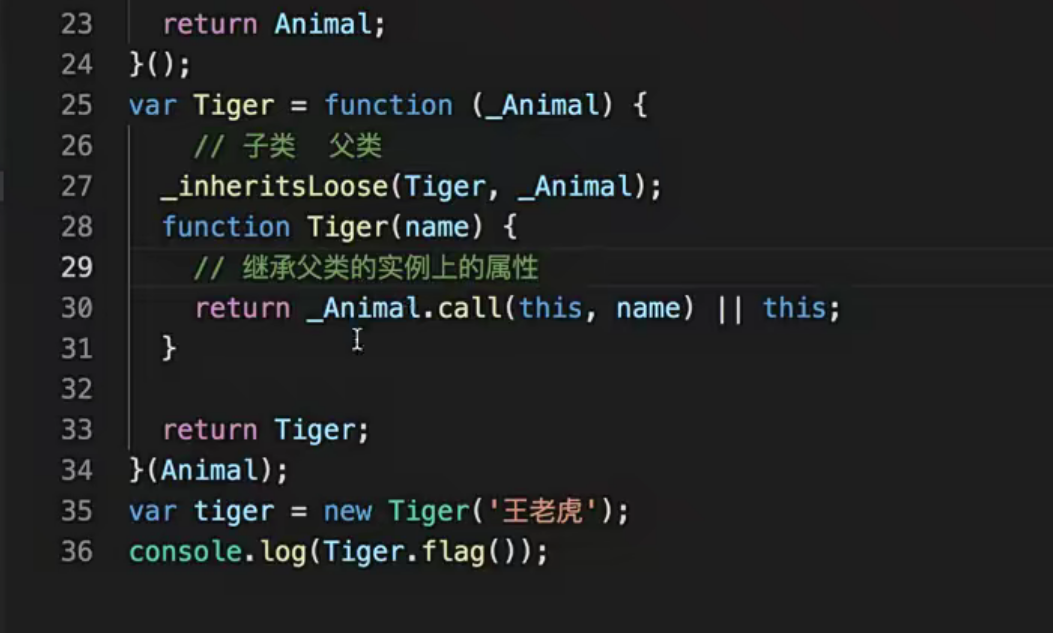 23 return Animal;
24 }();
25 var Tiger = function (_Animal) {
26 // 子类 父类
27 _inheritsLoose(Tiger, _Animal);
28 function Tiger(name) {
29 // 继承父类的实例上的属性
30 return _Animal.call(this, name) || this;
31 }
32
33 return Tiger;
34 }(Animal);
35 var tiger = new Tiger('王老虎');
36 console.log(Tiger.flag());